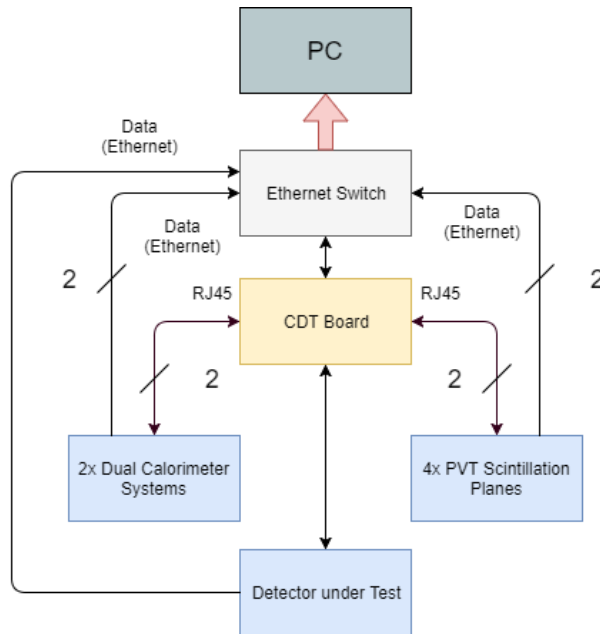 PC
Data
(Ethernet)
Ethernet Switch
Data
(Ethernet)
Data
(Ethernet)
2
2
RJ45
RJ45
CDT Board
2
2
2x Dual Calorimeter
Systems
4x PVT Scintillation
Planes
Detector under Test